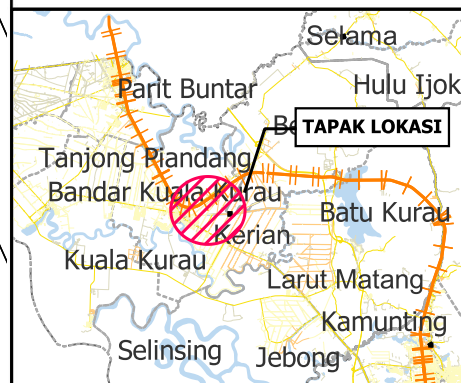 Selama
Parit Buntar
Hulu Ijok
TAPAK LOKASI
Tanjong Piandang
Bandar Kuala Kurau
Batu Kurau
Kerian
Kuala Kurau
Larut Matang
Kamunting
Selinsing
Jebong